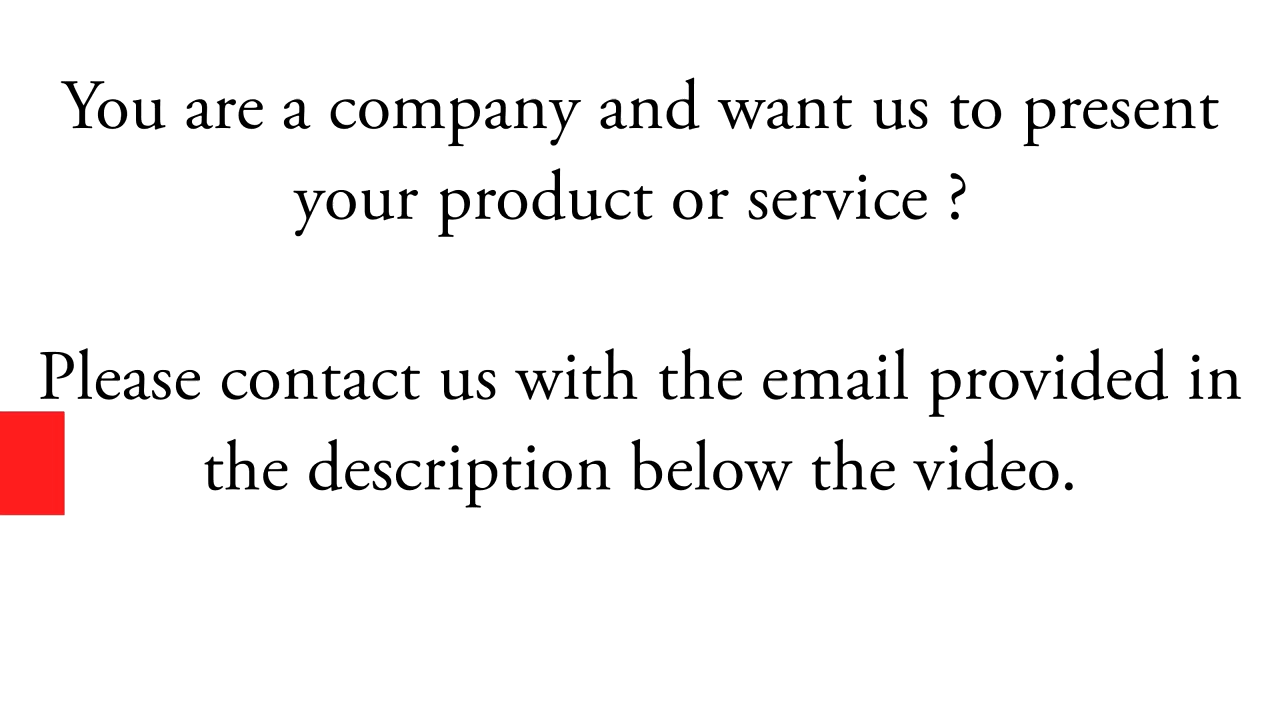 You are a company and want us to present
your product or service ?
Please contact us with the email provided in
the description below the video.